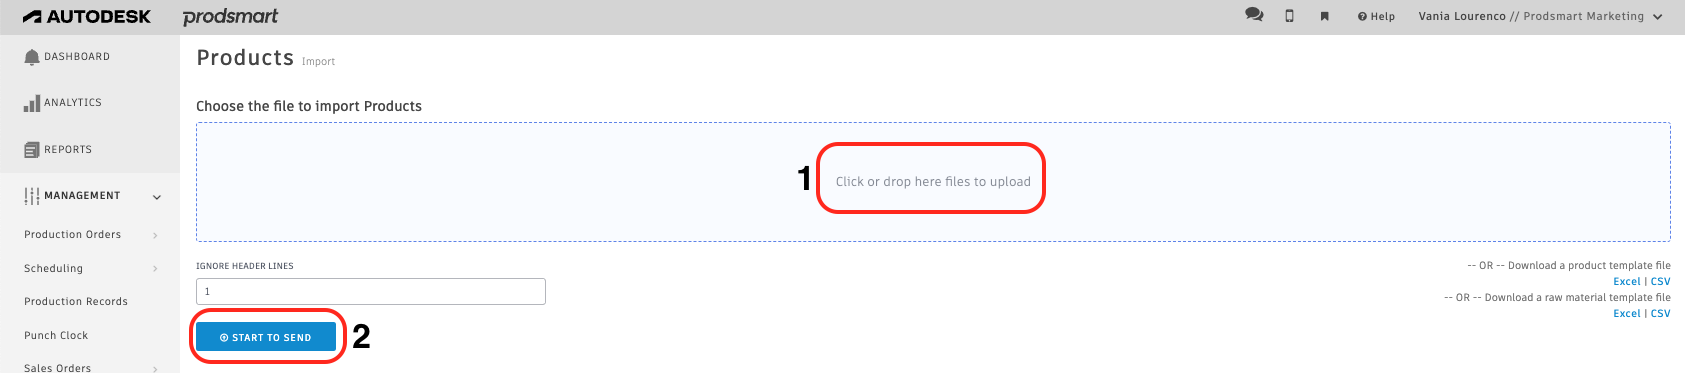 AUTODESK prodsmart
Help Vania Lourenco // Prodsmart Marketing
DASHBOARD
ANALYTICS
REPORTS
MANAGEMENT
Production Orders
Scheduling
Production Records
Punch Clock
Sales Orders
Products Import
Choose the file to import Products
1 Click or drop here files to upload
IGNORE HEADER LINES
1
START TO SEND 2
-- OR -- Download a product template file
Excel | CSV
-- OR -- Download a raw material template file
Excel | CSV